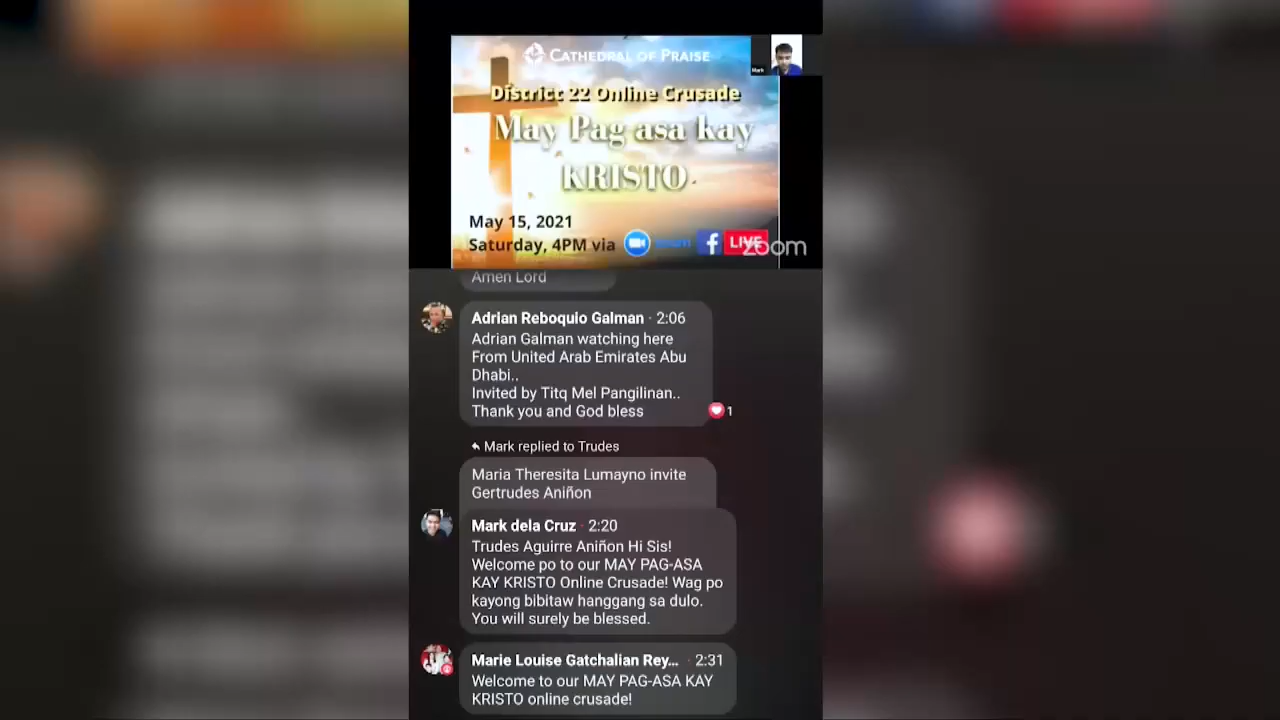 CATHEDRAL OF PRAISE
Mark
District 22 Online Crusade
May Pag-asa kay
KRISTO
May 15, 2021
Saturday, 4PM via
LIVE
zoom
Amen Lord
Adrian Reboquio Galman · 2:06
Adrian Galman watching here
From United Arab Emirates Abu
Dhabi..
Invited by Titq Mel Pangilinan..
Thank you and God bless
1
Mark replied to Trudes
Maria Theresita Lumayno invite
Gertrudes Aniñon
Mark dela Cruz · 2:20
Trudes Aguirre Aniñon Hi Sis!
Welcome po to our MAY PAG-ASA
KAY KRISTO Online Crusade! Wag po
kayong bibitaw hanggang sa dulo.
You will surely be blessed.
Marie Louise Gatchalian Rey... · 2:31
Welcome to our MAY PAG-ASA KAY
KRISTO online crusade!